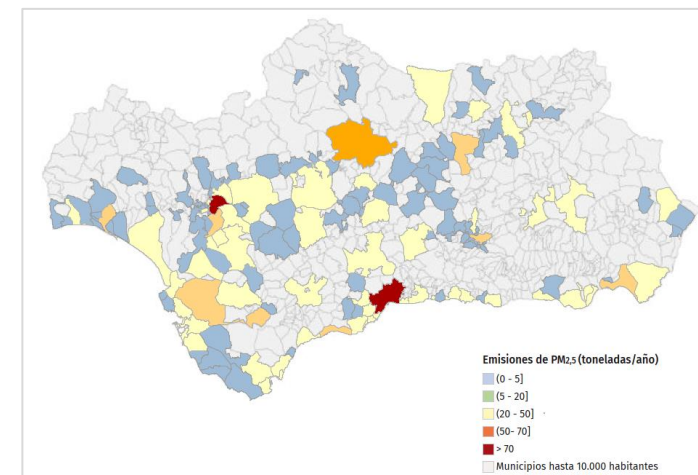 Emisiones de PM2,5 (toneladas/año)
(0 - 5]
(5 - 20]
(20 - 50]
(50- 70]
> 70
Municipios hasta 10.000 habitantes